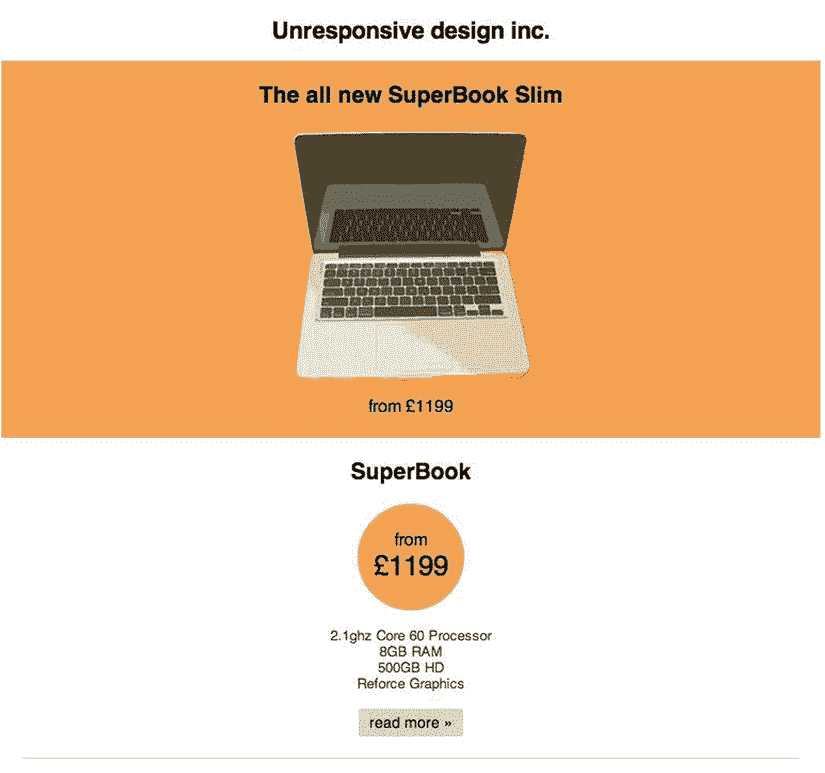 Unresponsive design inc.
The all new SuperBook Slim
from £1199
SuperBook
from
£1199
2.1ghz Core 60 Processor
8GB RAM
500GB HD
Reforce Graphics
read more »